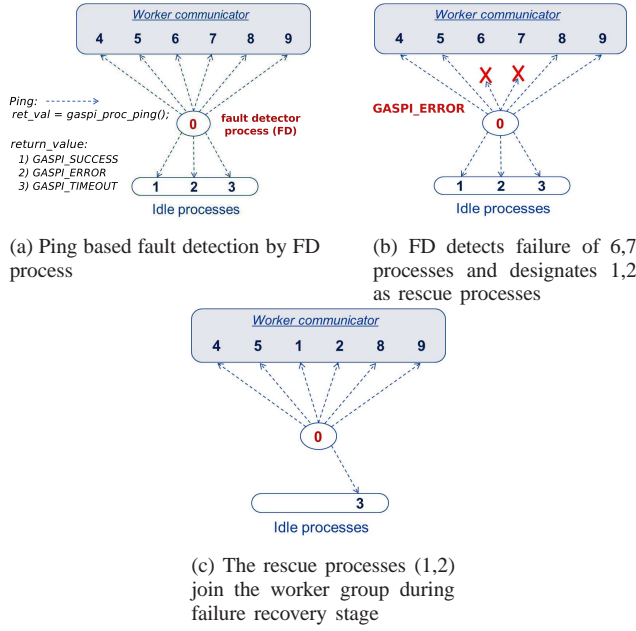 Worker communicator
4 5 6 7 8 9
Ping:
ret_val = gaspi_proc_ping();
0
fault detector
process (FD)
return_value:
1) GASPI_SUCCESS
2) GASPI_ERROR
3) GASPI_TIMEOUT
1 2 3
Idle processes
(a) Ping based fault detection by FD
process
Worker communicator
4 5 6 7 8 9
X X
GASPI_ERROR
0
1 2 3
Idle processes
(b) FD detects failure of 6,7
processes and designates 1,2
as rescue processes
Worker communicator
4 5 1 2 8 9
0
3
Idle processes
(c) The rescue processes (1,2)
join the worker group during
failure recovery stage